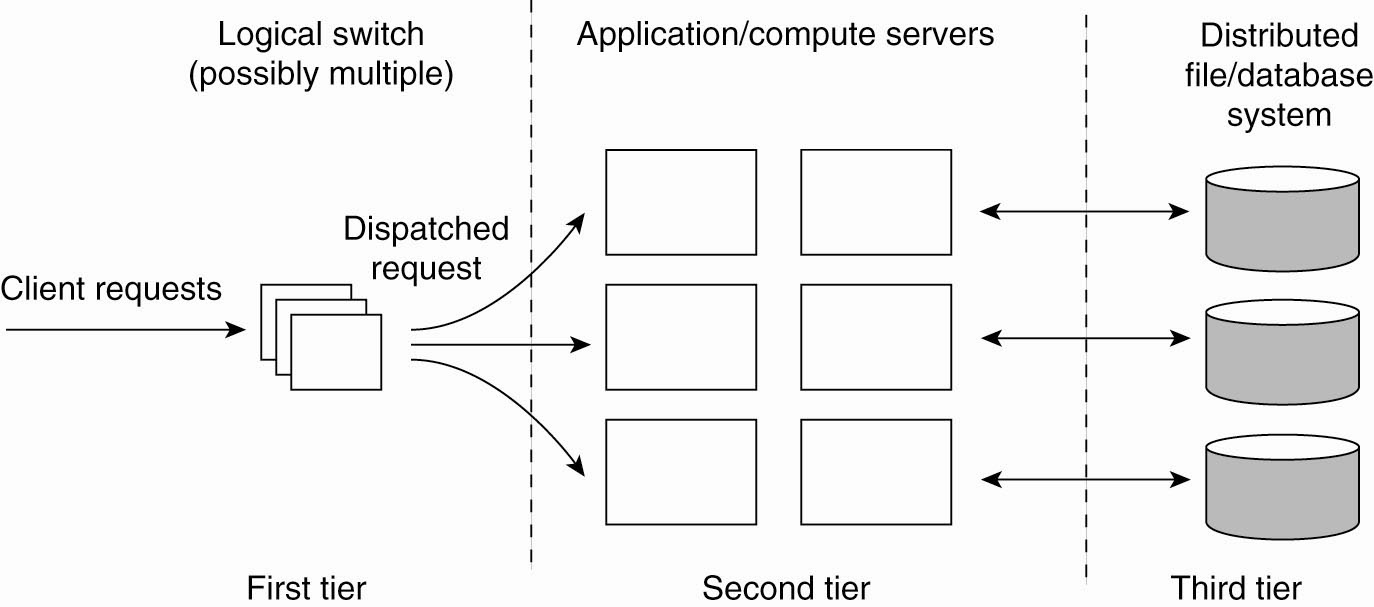 Logical switch
(possibly multiple)
Application/compute servers
Distributed
file/database
system
Dispatched
request
Client requests
First tier
Second tier
Third tier